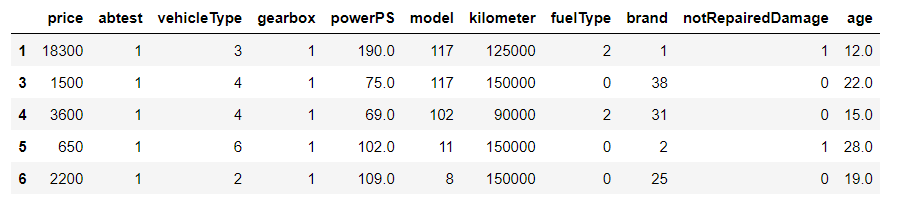 price abtest vehicleType gearbox powerPS model kilometer fuelType brand notRepairedDamage age
1 18300 1 3 1 190.0 117 125000 2 1 1 12.0
3 1500 1 4 1 75.0 117 150000 0 38 0 22.0
4 3600 1 4 1 69.0 102 90000 2 31 0 15.0
5 650 1 6 1 102.0 11 150000 0 2 1 28.0
6 2200 1 2 1 109.0 8 150000 0 25 0 19.0